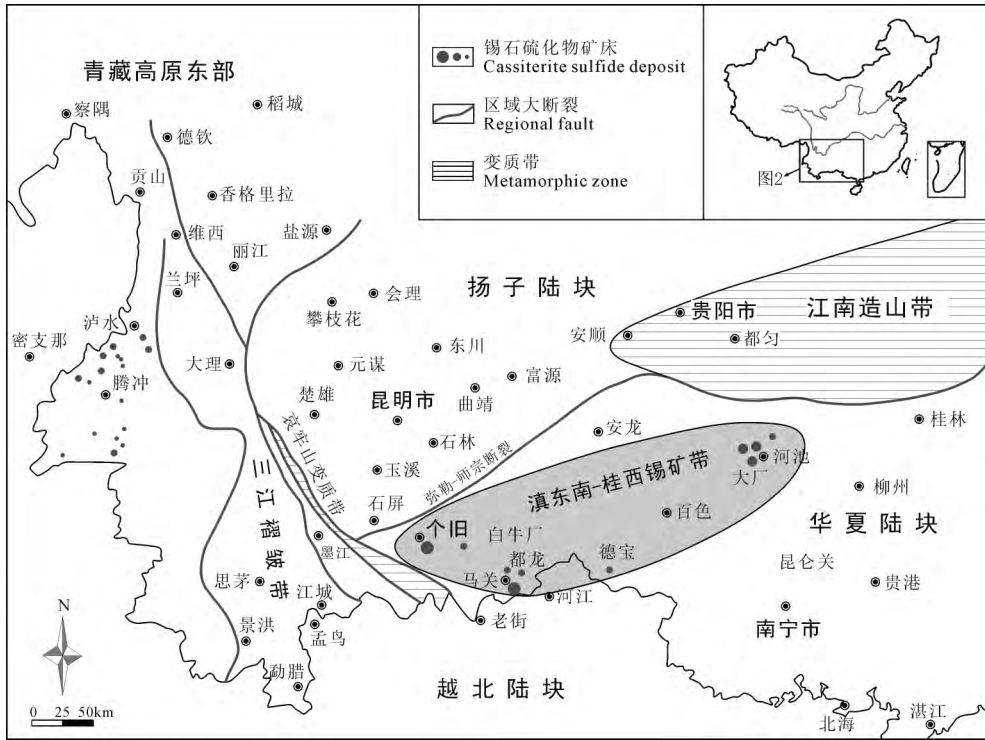 青藏高原东部
察隅
稻城
德钦
贡山
香格里拉
维西
丽江
盐源
兰坪
泸水
密支那
腾冲
大理
攀枝花
会理
元谋
东川
楚雄
昆明市
曲靖
富源
石林
玉溪
石屏
哀牢山变质带
三江褶皱带
墨江
思茅
江城
景洪
孟鸟
勐腊
锡石硫化物矿床
Cassiterite sulfide deposit
区域大断裂
Regional fault
变质带
Metamorphic zone
图2
扬子陆块
安顺
贵阳市
都匀
江南造山带
弥勒-师宗断裂
安龙
桂林
滇东南-桂西锡矿带
个旧
白牛厂
都龙
马关
德宝
百色
大厂
河池
柳州
华夏陆块
昆仑关
贵港
南宁市
河江
老街
越北陆块
北海
湛江
N
0 25 50km